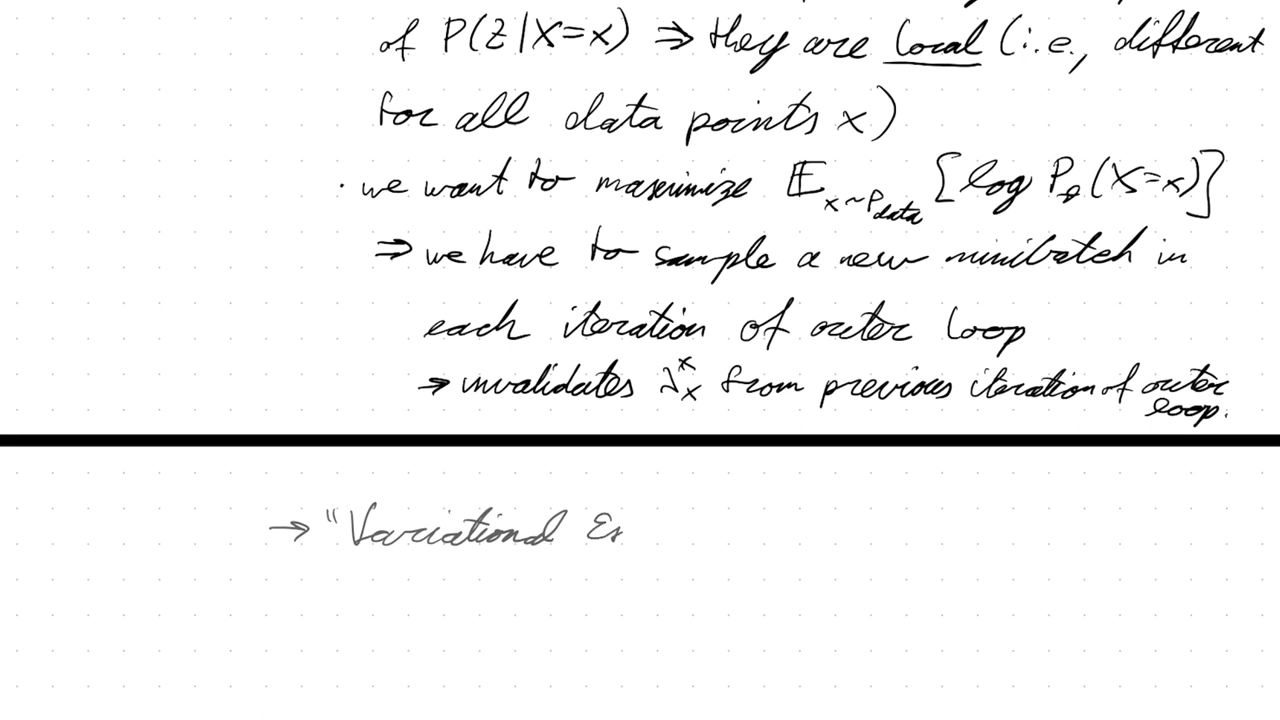 of P(Z|X=x) ⇒ they are local (i.e., different
for all data points x)
· we want to maximize 𝔼_{x~P_data} [log P_θ(X=x)]
⇒ we have to sample a new minibatch in
each iteration of outer loop
→ invalidates λ*_x from previous iteration of outer
loop.
→ "Variational